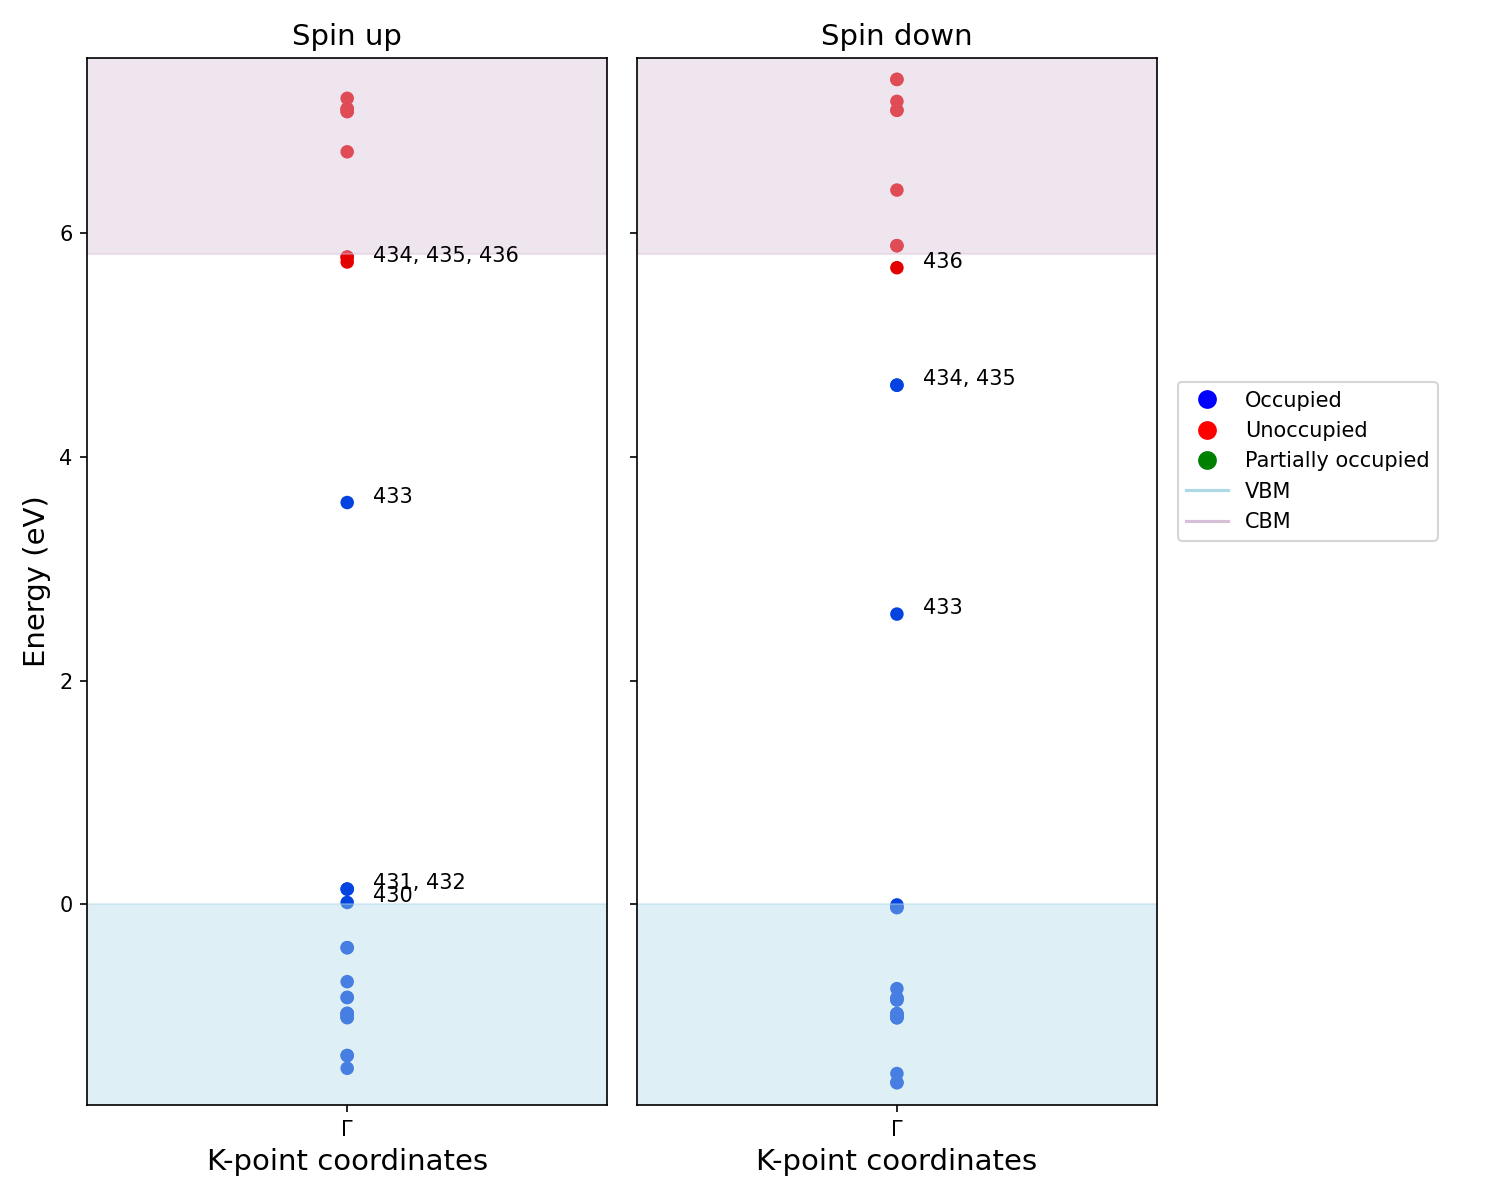 Spin up
Spin down
Energy (eV)
6
4
2
0
434, 435, 436
433
431, 432
430
436
434, 435
433
Γ
Γ
K-point coordinates
K-point coordinates
Occupied
Unoccupied
Partially occupied
VBM
CBM